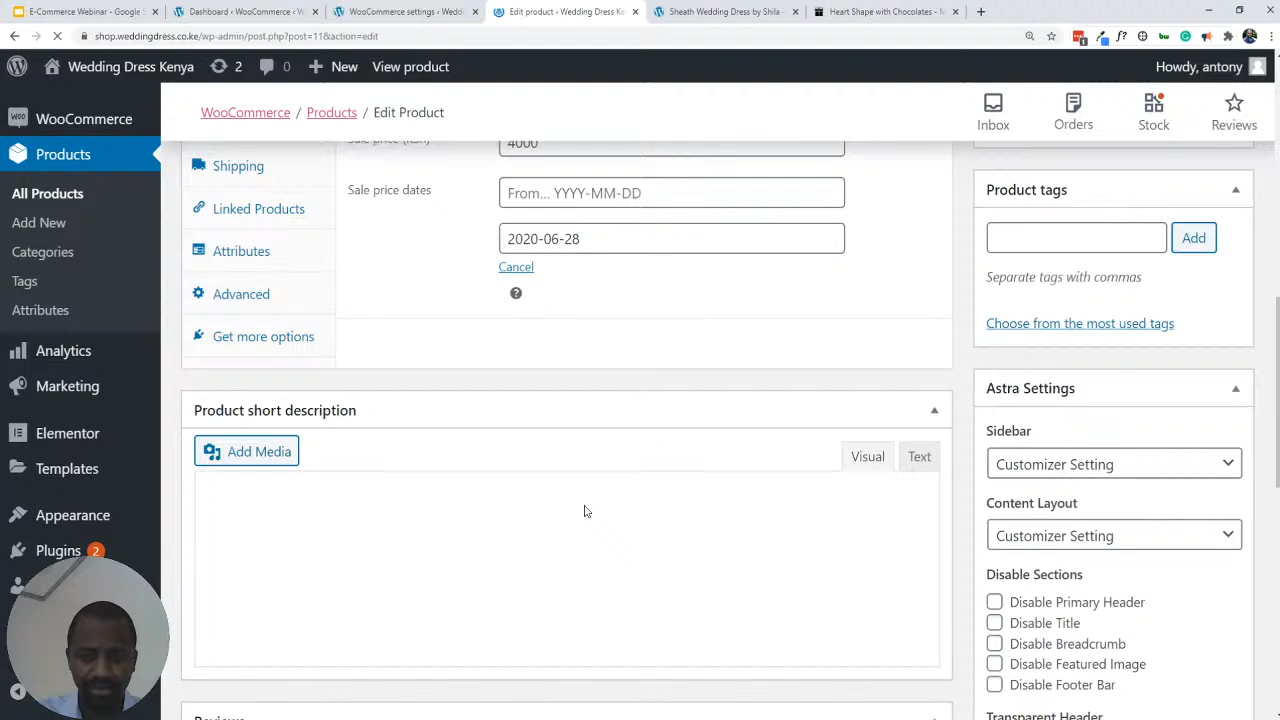 E-Commerce Webinar - Google S
Dashboard ‹ WooCommerce ‹ W
WooCommerce settings ‹ Weddin
Edit product ‹ Wedding Dress Ke
Sheath Wedding Dress by Shila -
Heart Shape with Chocolates - M
shop.weddingdress.co.ke/wp-admin/post.php?post=11&action=edit
Wedding Dress Kenya
2
0
New
View product
Howdy, antony
WooCommerce / Products / Edit Product
Inbox
Orders
Stock
Reviews
WooCommerce
Products
All Products
Add New
Categories
Tags
Attributes
Analytics
Marketing
Elementor
Templates
Appearance
Plugins 2
Shipping
Linked Products
Attributes
Advanced
Get more options
Sale price (KSh)
4000
Sale price dates
From... YYYY-MM-DD
2020-06-28
Cancel
Product short description
Add Media
Visual
Text
Reviews
Product tags
Add
Separate tags with commas
Choose from the most used tags
Astra Settings
Sidebar
Customizer Setting
Content Layout
Customizer Setting
Disable Sections
Disable Primary Header
Disable Title
Disable Breadcrumb
Disable Featured Image
Disable Footer Bar
Transparent Header